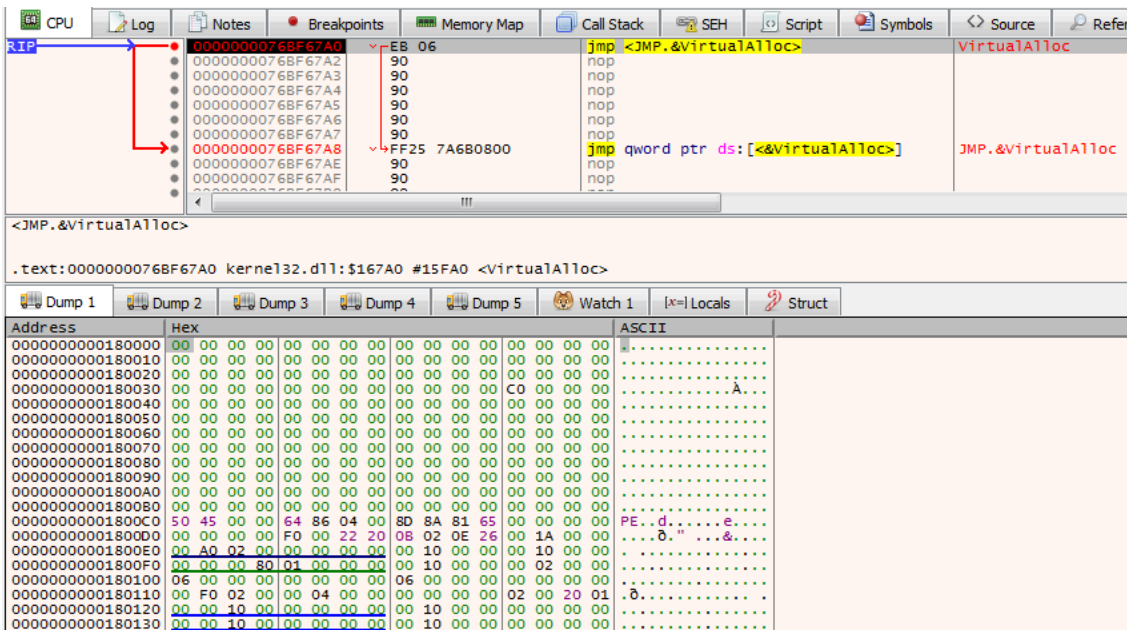 CPU Log Notes Breakpoints Memory Map Call Stack SEH Script Symbols Source Refer
RIP 0000000076BF67A0 EB 06 jmp <JMP.&VirtualAlloc> VirtualAlloc
0000000076BF67A2 90 nop
0000000076BF67A3 90 nop
0000000076BF67A4 90 nop
0000000076BF67A5 90 nop
0000000076BF67A6 90 nop
0000000076BF67A7 90 nop
0000000076BF67A8 FF25 7A6B0800 jmp qword ptr ds:[<&VirtualAlloc>] JMP.&VirtualAlloc
0000000076BF67AE 90 nop
0000000076BF67AF 90 nop
<JMP.&VirtualAlloc>
.text:0000000076BF67A0 kernel32.dll:$167A0 #15FA0 <VirtualAlloc>
Dump 1 Dump 2 Dump 3 Dump 4 Dump 5 Watch 1 [x=] Locals Struct
Address Hex ASCII
0000000000180000 00 00 00 00 00 00 00 00 00 00 00 00 00 00 00 00 ................
0000000000180010 00 00 00 00 00 00 00 00 00 00 00 00 00 00 00 00 ................
0000000000180020 00 00 00 00 00 00 00 00 00 00 00 00 00 00 00 00 ................
0000000000180030 00 00 00 00 00 00 00 00 00 00 00 00 C0 00 00 00 ............À...
0000000000180040 00 00 00 00 00 00 00 00 00 00 00 00 00 00 00 00 ................
0000000000180050 00 00 00 00 00 00 00 00 00 00 00 00 00 00 00 00 ................
0000000000180060 00 00 00 00 00 00 00 00 00 00 00 00 00 00 00 00 ................
0000000000180070 00 00 00 00 00 00 00 00 00 00 00 00 00 00 00 00 ................
0000000000180080 00 00 00 00 00 00 00 00 00 00 00 00 00 00 00 00 ................
0000000000180090 00 00 00 00 00 00 00 00 00 00 00 00 00 00 00 00 ................
00000000001800A0 00 00 00 00 00 00 00 00 00 00 00 00 00 00 00 00 ................
00000000001800B0 00 00 00 00 00 00 00 00 00 00 00 00 00 00 00 00 ................
00000000001800C0 50 45 00 00 64 86 04 00 8D 8A 81 65 00 00 00 00 PE..d......e....
00000000001800D0 00 00 00 00 F0 00 22 20 0B 02 0E 26 00 1A 00 00 ....ð." ...&....
00000000001800E0 00 A0 02 00 00 00 00 00 00 10 00 00 00 10 00 00 . ..............
00000000001800F0 00 00 00 80 01 00 00 00 00 10 00 00 00 02 00 00 ................
0000000000180100 06 00 00 00 00 00 00 00 06 00 00 00 00 00 00 00 ................
0000000000180110 00 F0 02 00 00 04 00 00 00 00 00 00 02 00 20 01 .ð............ .
0000000000180120 00 00 10 00 00 00 00 00 00 10 00 00 00 00 00 00 ................
0000000000180130 00 00 10 00 00 00 00 00 00 10 00 00 00 00 00 00 ................